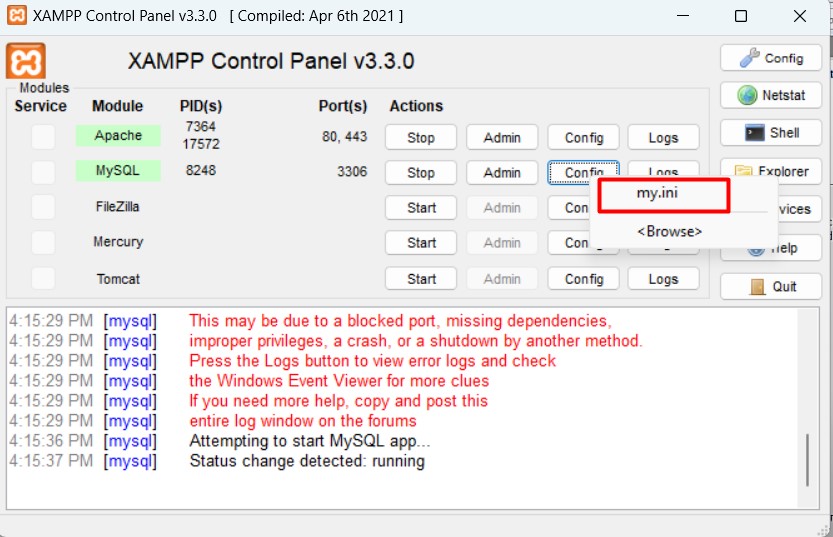 XAMPP Control Panel v3.3.0 [ Compiled: Apr 6th 2021 ]
XAMPP Control Panel v3.3.0
Config
Modules
Service Module PID(s) Port(s) Actions
Netstat
Apache 7364 17572 80, 443 Stop Admin Config Logs
Shell
MySQL 8248 3306 Stop Admin Config Logs
Explorer
my.ini
FileZilla Start Admin
vices
<Browse>
Mercury Start Admin
Help
Tomcat Start Admin Config Logs
Quit
4:15:29 PM [mysql] This may be due to a blocked port, missing dependencies,
4:15:29 PM [mysql] improper privileges, a crash, or a shutdown by another method.
4:15:29 PM [mysql] Press the Logs button to view error logs and check
4:15:29 PM [mysql] the Windows Event Viewer for more clues
4:15:29 PM [mysql] If you need more help, copy and post this
4:15:29 PM [mysql] entire log window on the forums
4:15:36 PM [mysql] Attempting to start MySQL app...
4:15:37 PM [mysql] Status change detected: running